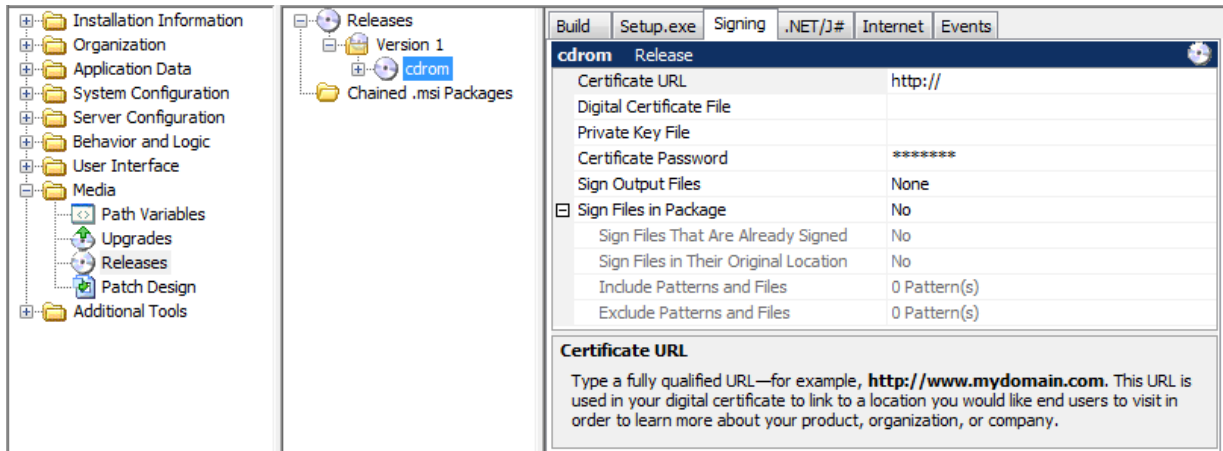 Installation Information
Organization
Application Data
System Configuration
Server Configuration
Behavior and Logic
User Interface
Media
Path Variables
Upgrades
Releases
Patch Design
Additional Tools
Releases
Version 1
cdrom
Chained .msi Packages
Build Setup.exe Signing .NET/J# Internet Events
cdrom Release
Certificate URL http://
Digital Certificate File
Private Key File
Certificate Password *******
Sign Output Files None
Sign Files in Package No
Sign Files That Are Already Signed No
Sign Files in Their Original Location No
Include Patterns and Files 0 Pattern(s)
Exclude Patterns and Files 0 Pattern(s)
Certificate URL
Type a fully qualified URL—for example, http://www.mydomain.com. This URL is
used in your digital certificate to link to a location you would like end users to visit in
order to learn more about your product, organization, or company.